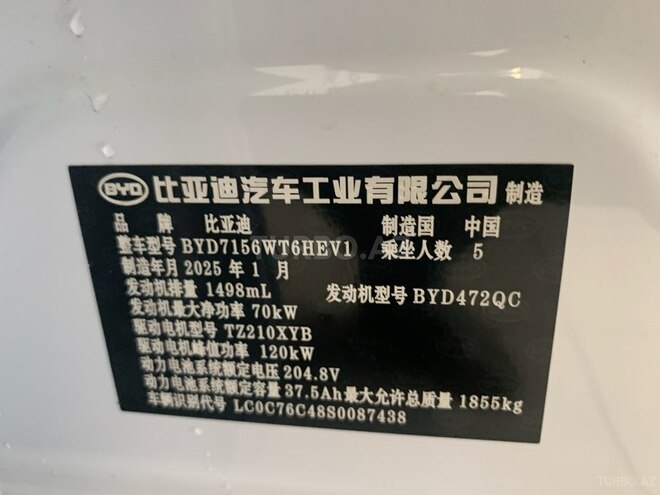 BYD 比亚迪汽车工业有限公司 制造
品 牌 比亚迪 制造国 中国
整车型号 BYD7156WT6HEV1 乘坐人数 5
制造年月 2025 年 1 月
发动机排量 1498mL 发动机型号 BYD472QC
发动机最大净功率 70kW
驱动电机型号 TZ210XYB
驱动电机峰值功率 120kW
动力电池系统额定电压 204.8V
动力电池系统额定容量 37.5Ah 最大允许总质量 1855kg
车辆识别代号 LC0C76C48S0087438
TURBO.AZ
TURBO.AZ